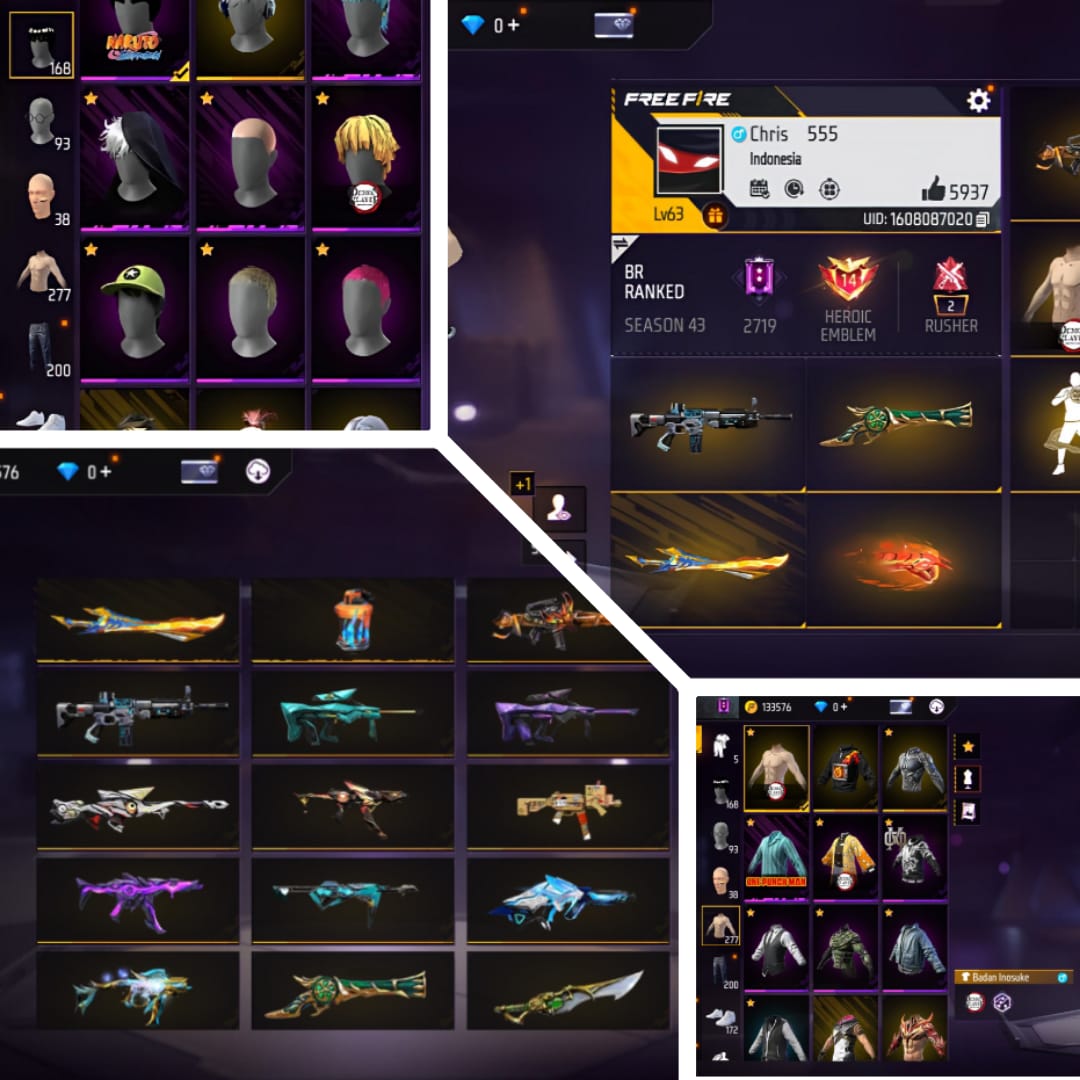 168
NARUTO
SHIPPUDEN
93
38
277
200
0+
FREE FIRE
Chris 555
Indonesia
5937
Lv63
UID: 1608087020
BR
RANKED
SEASON 43
2719
14
HEROIC
EMBLEM
2
RUSHER
+1
576
0+
133576
0+
5
168
93
38
277
200
172
ONE PUNCH MAN
Badan Inosuke